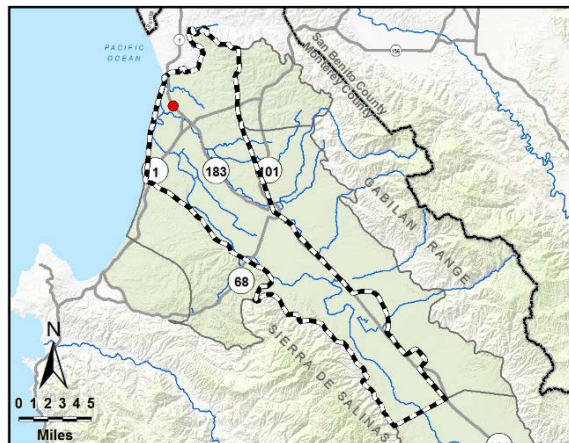 1
156
PACIFIC
OCEAN
San Benito County
Monterey County
1
183
101
GABILAN RANGE
68
SIERRA DE SALINAS
N
0 1 2 3 4 5
Miles